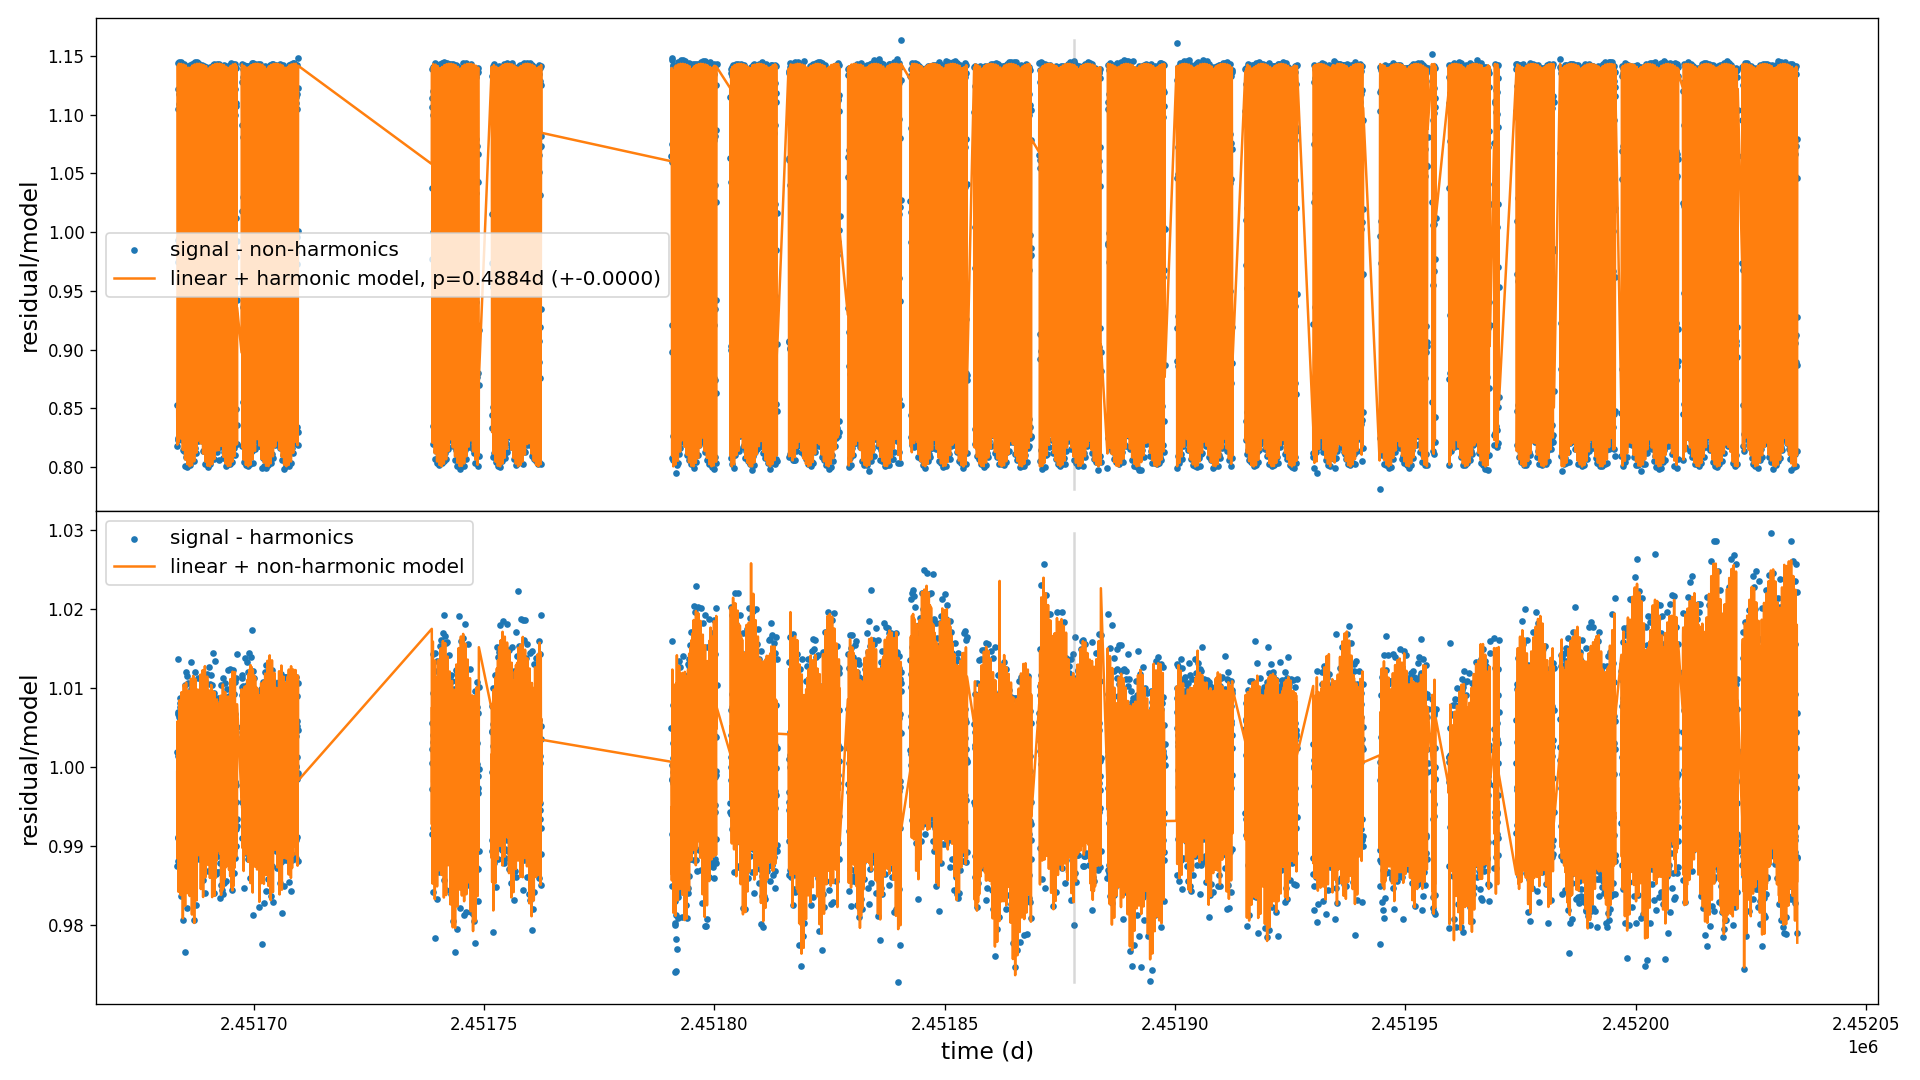 1.15
1.10
1.05
1.00
0.95
0.90
0.85
0.80
residual/model
signal - non-harmonics
linear + harmonic model, p=0.4884d (+-0.0000)
1.03
1.02
1.01
1.00
0.99
0.98
residual/model
signal - harmonics
linear + non-harmonic model
2.45170
2.45175
2.45180
2.45185
2.45190
2.45195
2.45200
2.45205
1e6
time (d)